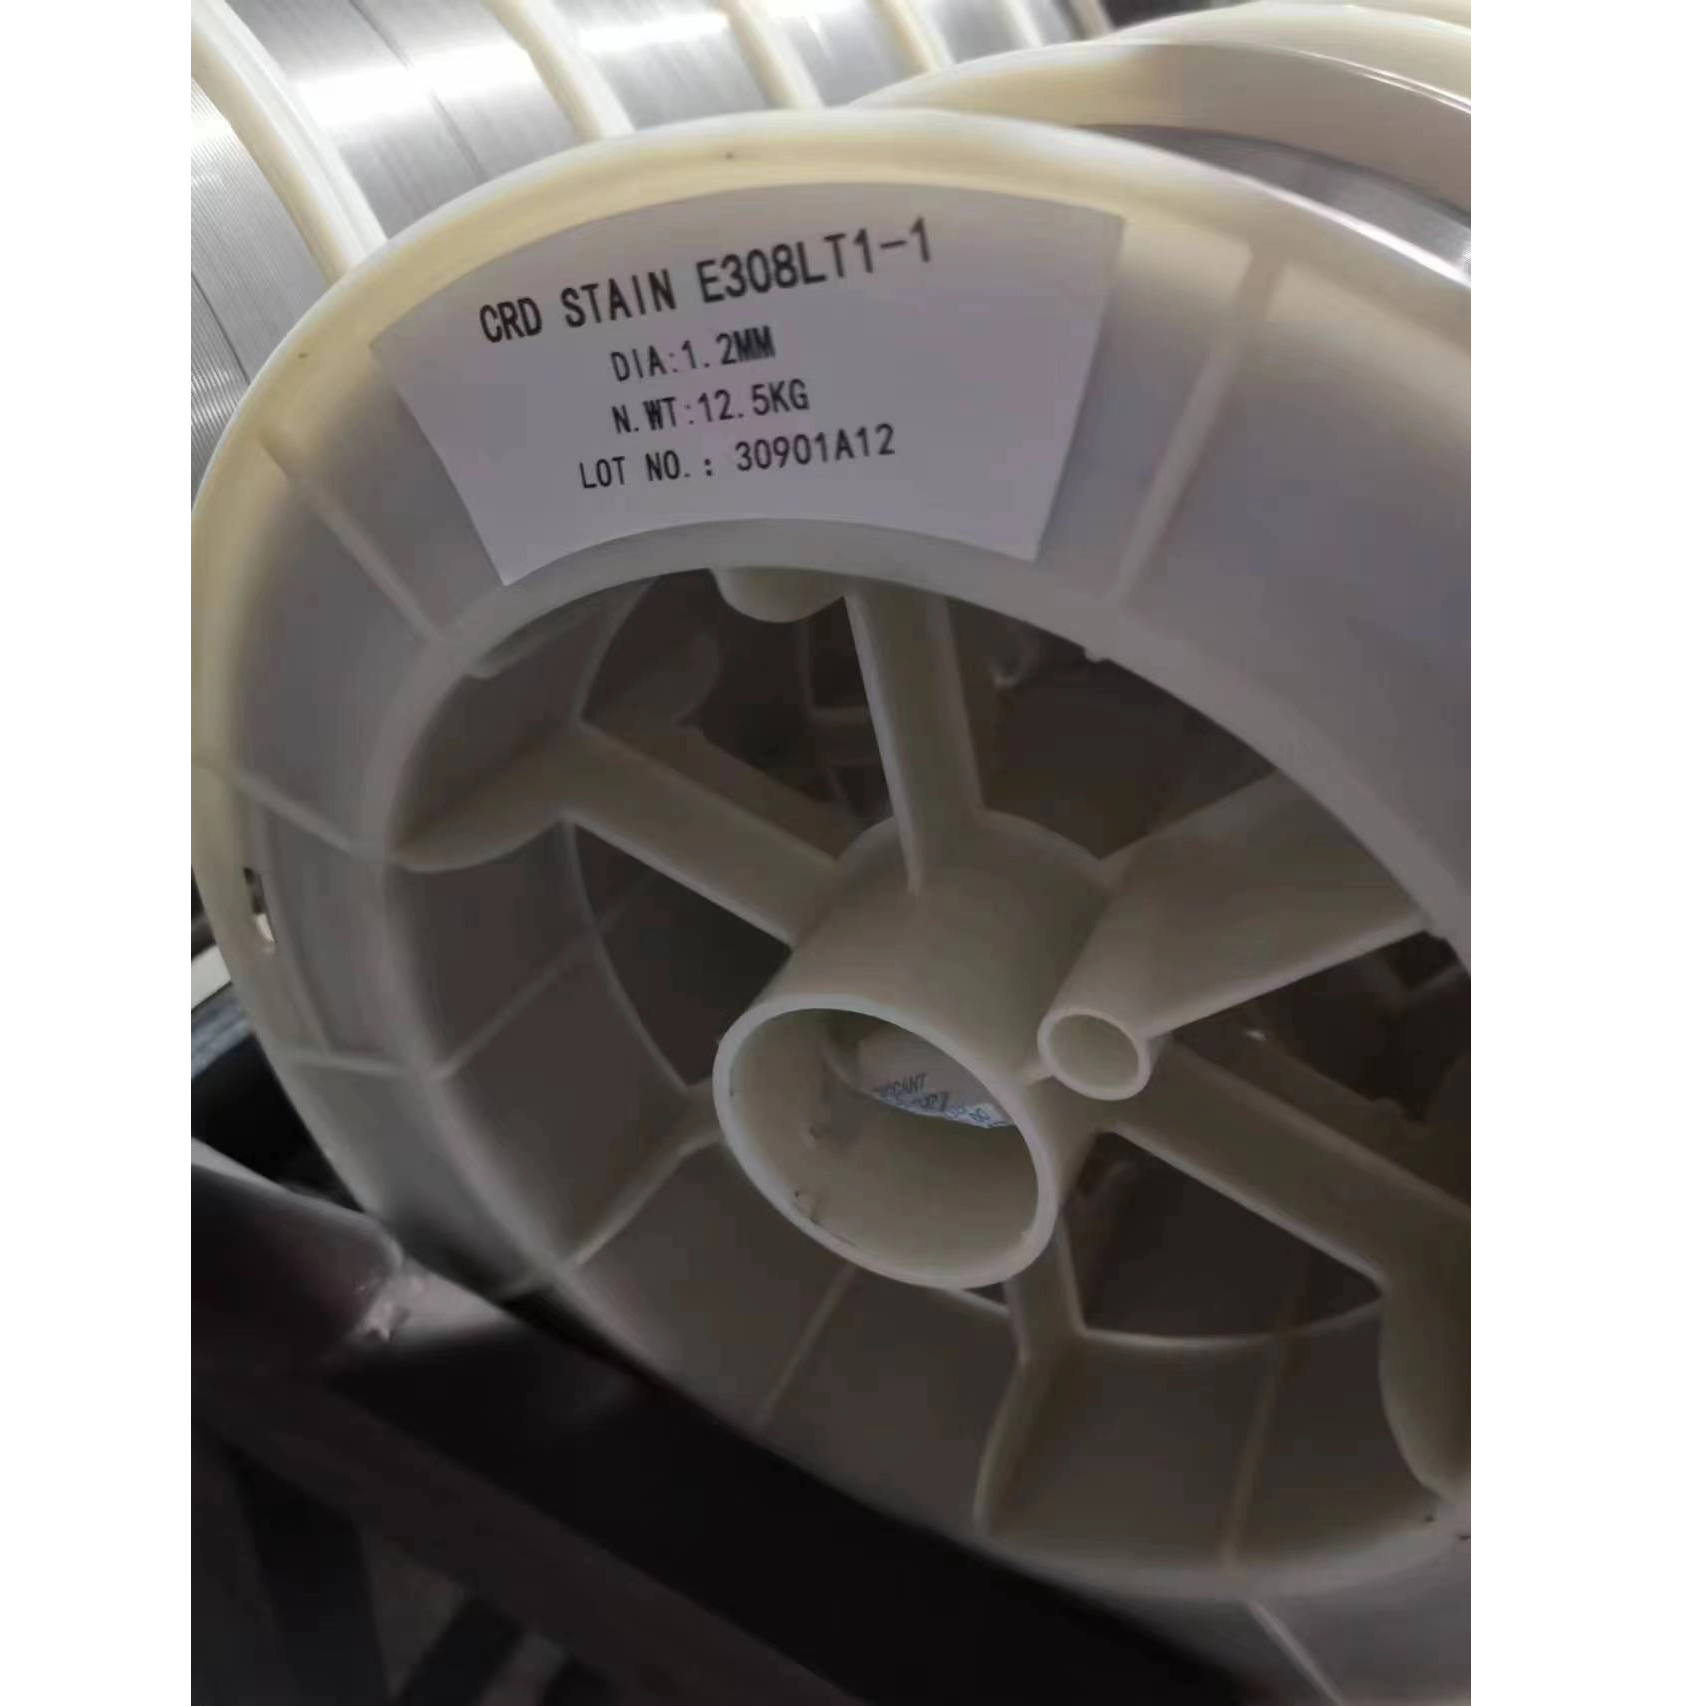 CRD STAIN E308LT1-1
DIA:1.2MM
N.WT:12.5KG
LOT NO.: 30901A12